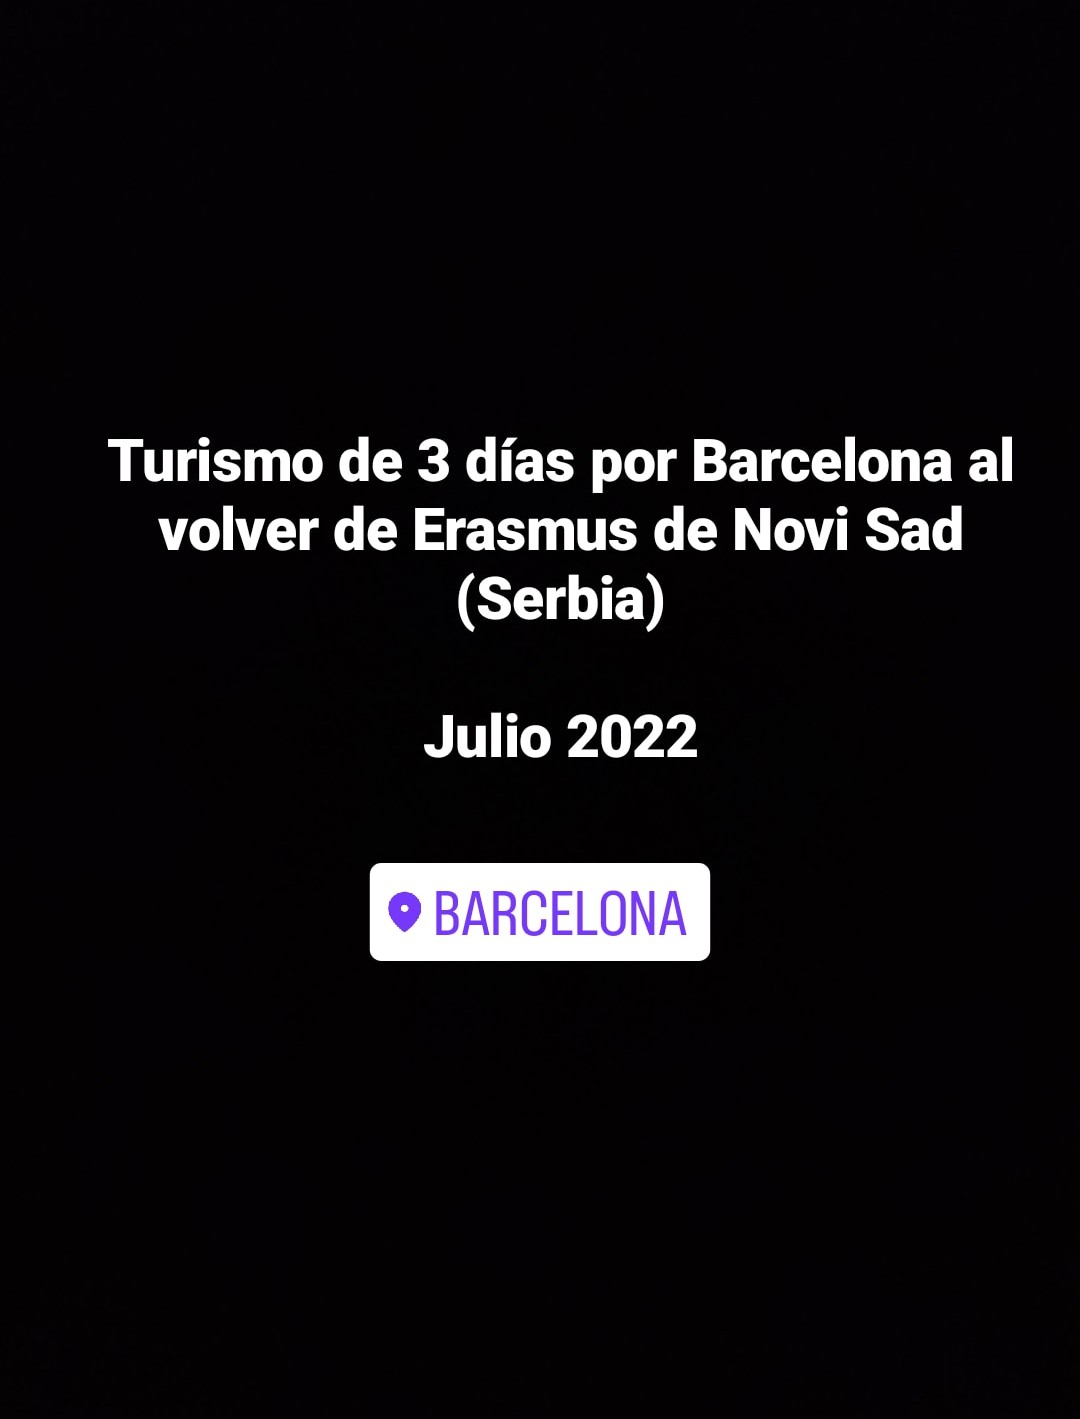 Turismo de 3 días por Barcelona al
volver de Erasmus de Novi Sad
(Serbia)
Julio 2022
BARCELONA